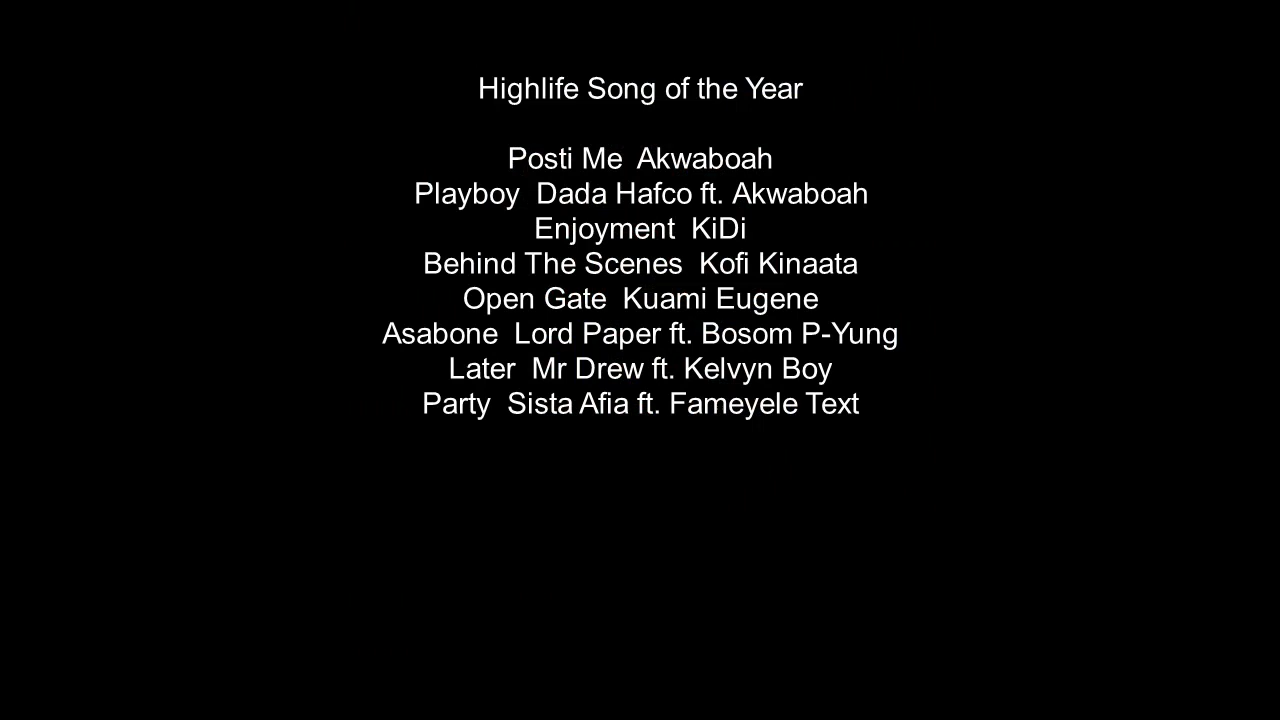 Highlife Song of the Year
Posti Me  Akwaboah
Playboy  Dada Hafco ft. Akwaboah
Enjoyment  KiDi
Behind The Scenes  Kofi Kinaata
Open Gate  Kuami Eugene
Asabone  Lord Paper ft. Bosom P-Yung
Later  Mr Drew ft. Kelvyn Boy
Party  Sista Afia ft. Fameyele Text